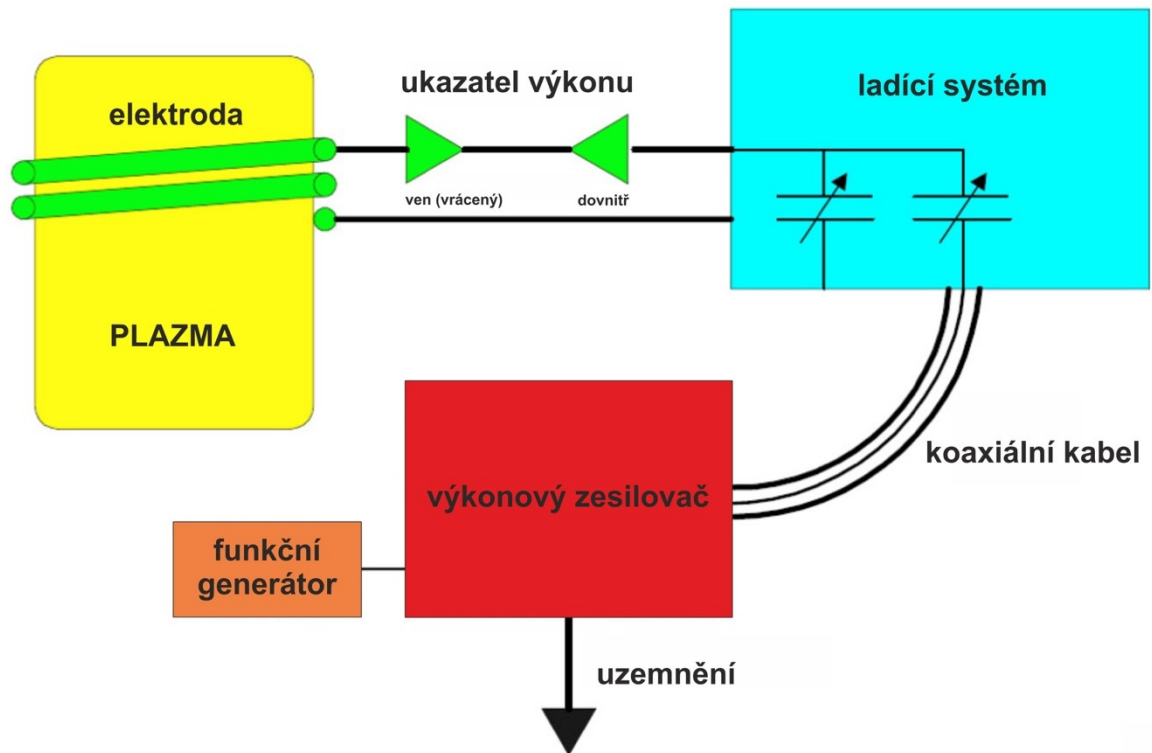 ukazatel výkonu
ladící systém
elektroda
ven (vrácený)
dovnitř
PLAZMA
koaxiální kabel
výkonový zesilovač
funkční
generátor
uzemnění